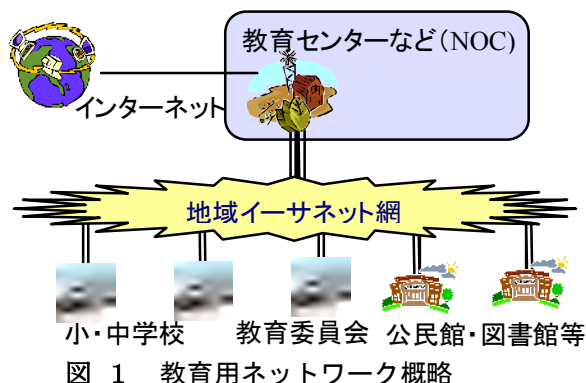 教育センターなど(NOC)
インターネット
地域イーサネット網
小・中学校 教育委員会 公民館・図書館等
図 1 教育用ネットワーク概略